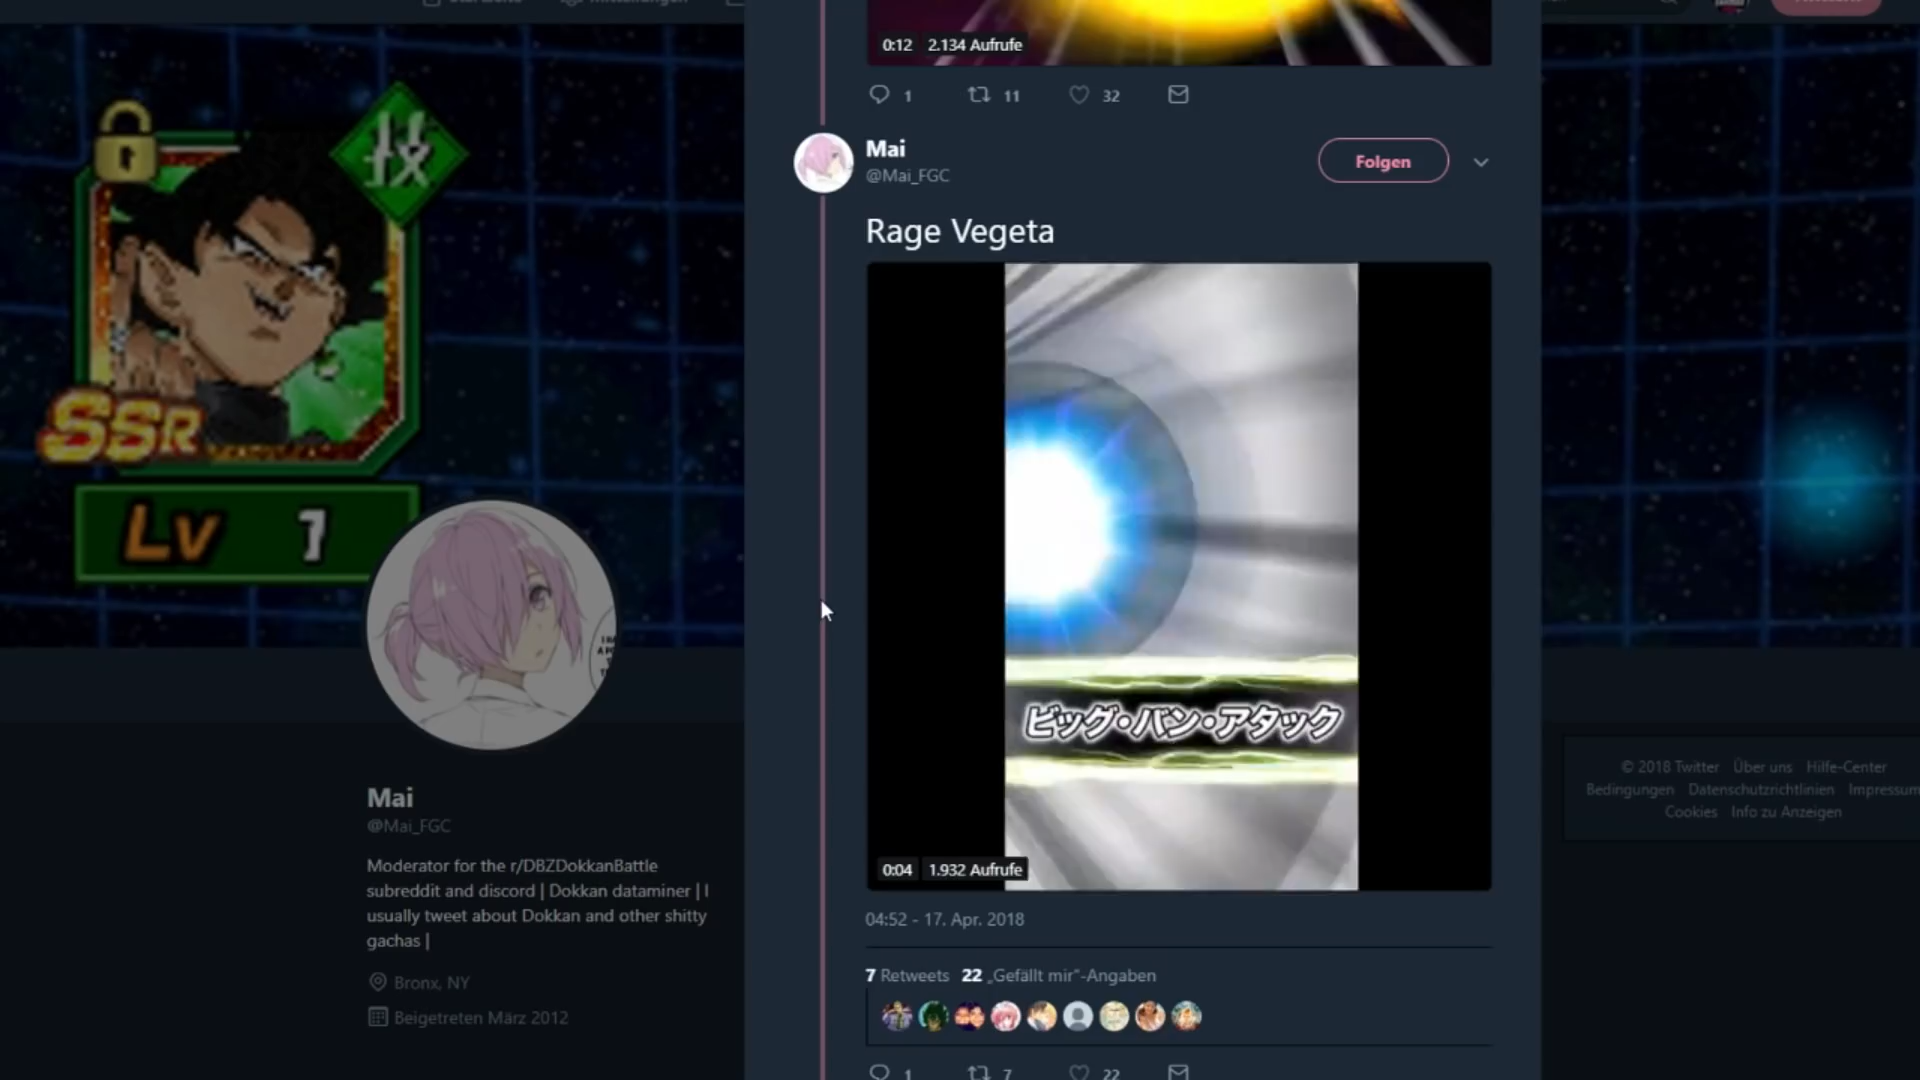 0:12 2.134 Aufrufe
1 11 32
Mai
@Mai_FGC
Folgen
Rage Vegeta
ビッグ・バン・アタック
0:04 1.932 Aufrufe
04:52 - 17. Apr. 2018
7 Retweets 22 „Gefällt mir"-Angaben
1 7 22
技
SSR
Lv 1
Mai
@Mai_FGC
Moderator for the r/DBZDokkanBattle
subreddit and discord | Dokkan dataminer | I
usually tweet about Dokkan and other shitty
gachas |
Bronx, NY
Beigetreten März 2012
© 2018 Twitter Über uns Hilfe-Center
Bedingungen Datenschutzrichtlinien Impressum
Cookies Info zu Anzeigen